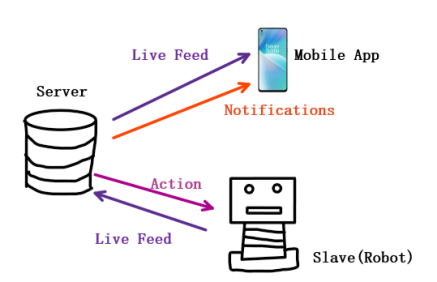 Live Feed
Mobile App
Server
Notifications
Action
Live Feed
Slave(Robot)